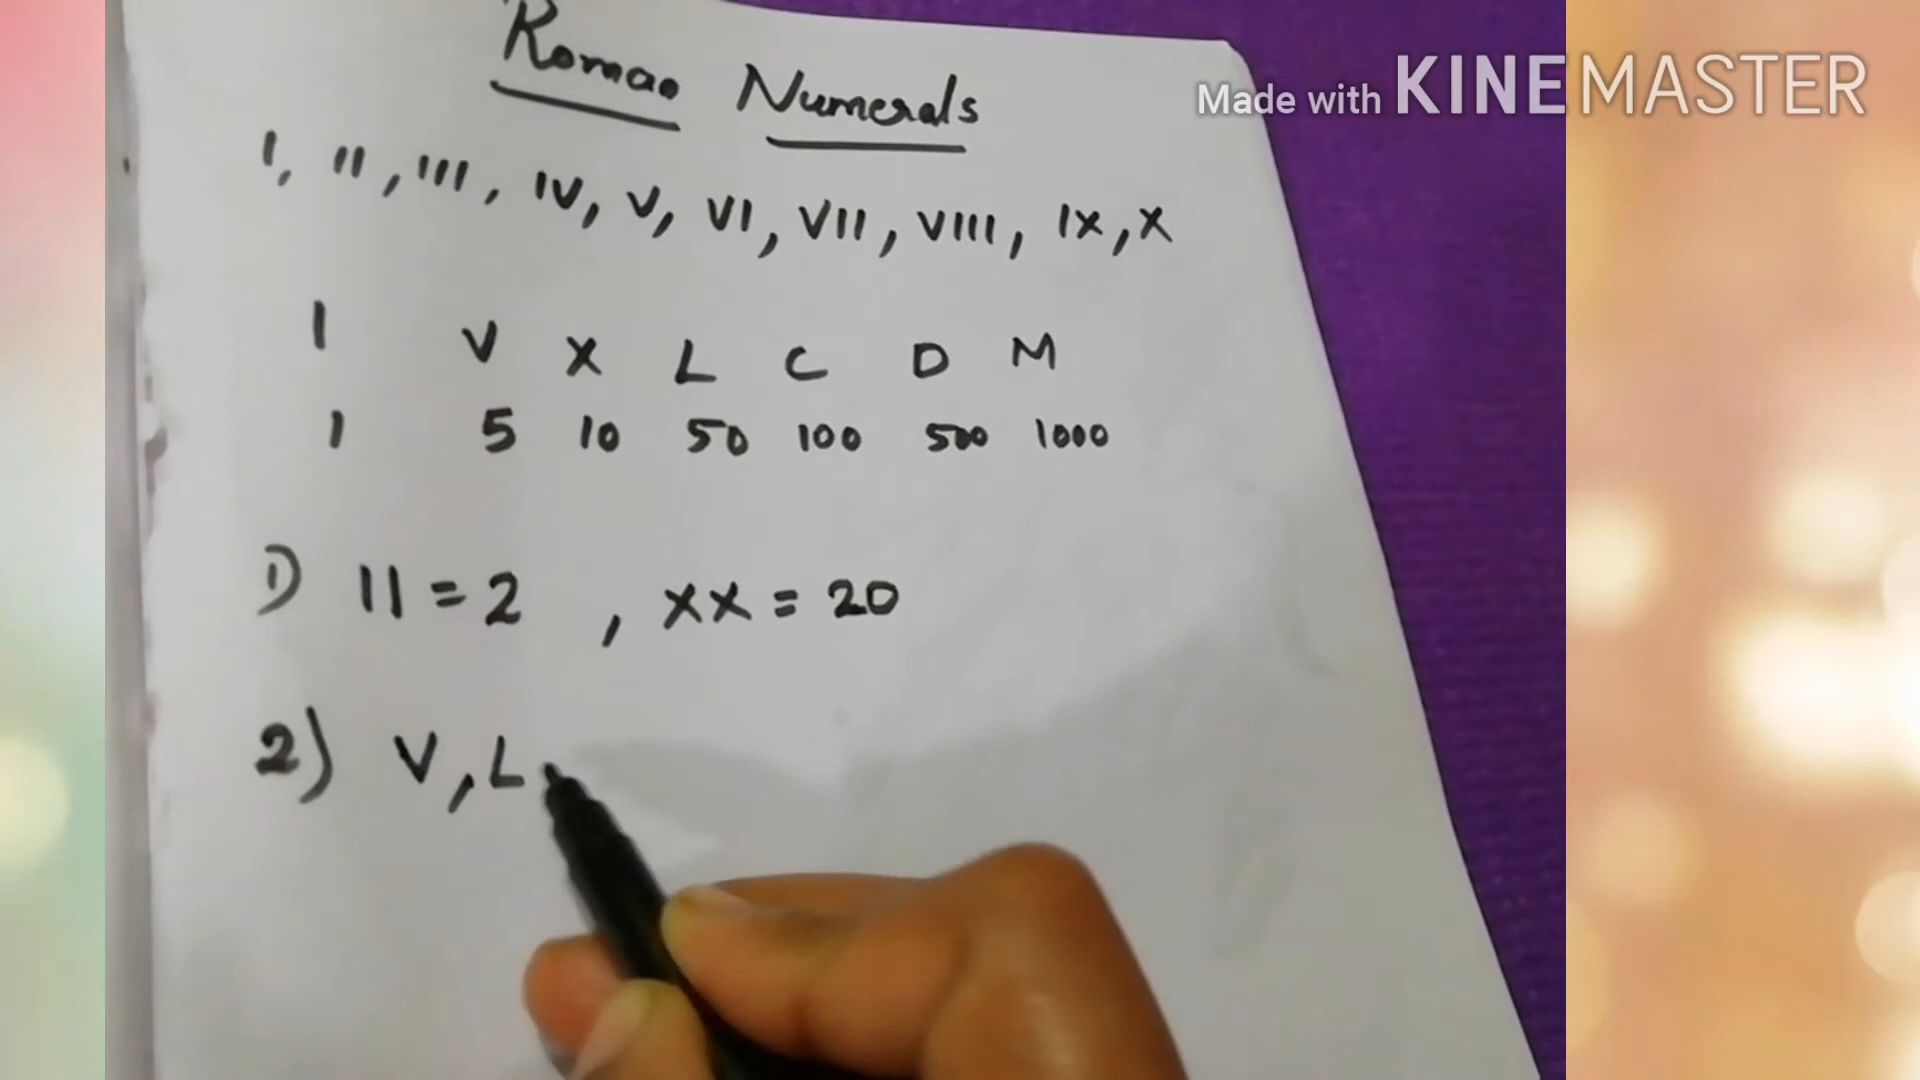 Roman Numerals
Made with KINEMASTER
I, II, III, IV, V, VI, VII, VIII, IX, X
I V X L C D M
1 5 10 50 100 500 1000
1) II = 2 , XX = 20
2) V, L